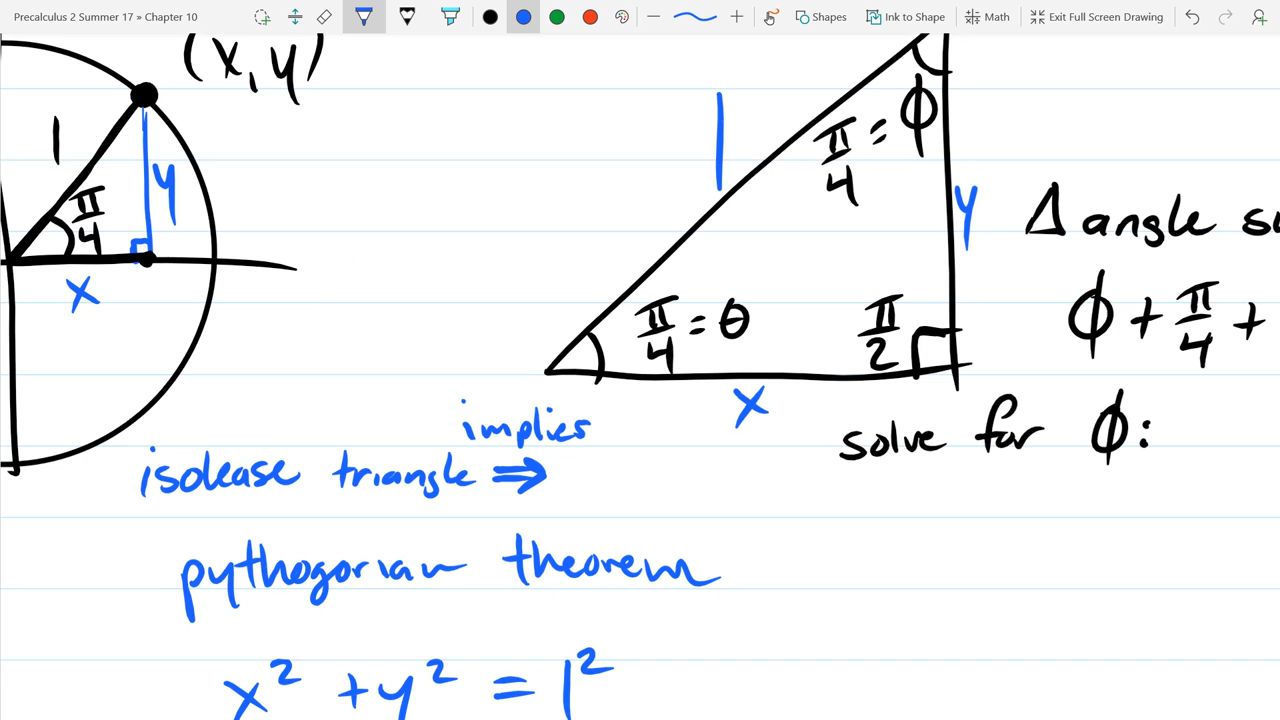 Precalculus 2 Summer 17 » Chapter 10
Shapes
Ink to Shape
Math
Exit Full Screen Drawing
(x,y)
1
π/4
y
x
1
π/4 = ϕ
y
π/4 = θ
π/2
x
Δ angle
ϕ + π/4 +
solve for ϕ:
implies
isolease triangle ⇒
pythogorian theorem
x² + y² = 1²